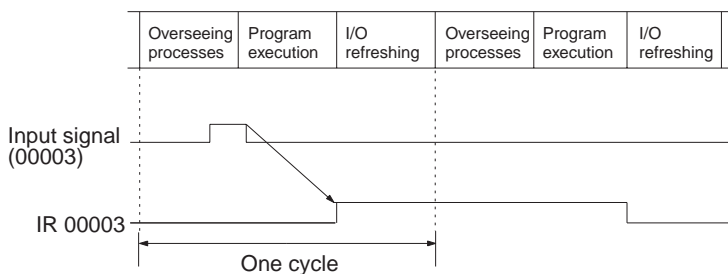 Overseeing processes
Program execution
I/O refreshing
Overseeing processes
Program execution
I/O refreshing
Input signal
(00003)
IR 00003
One cycle